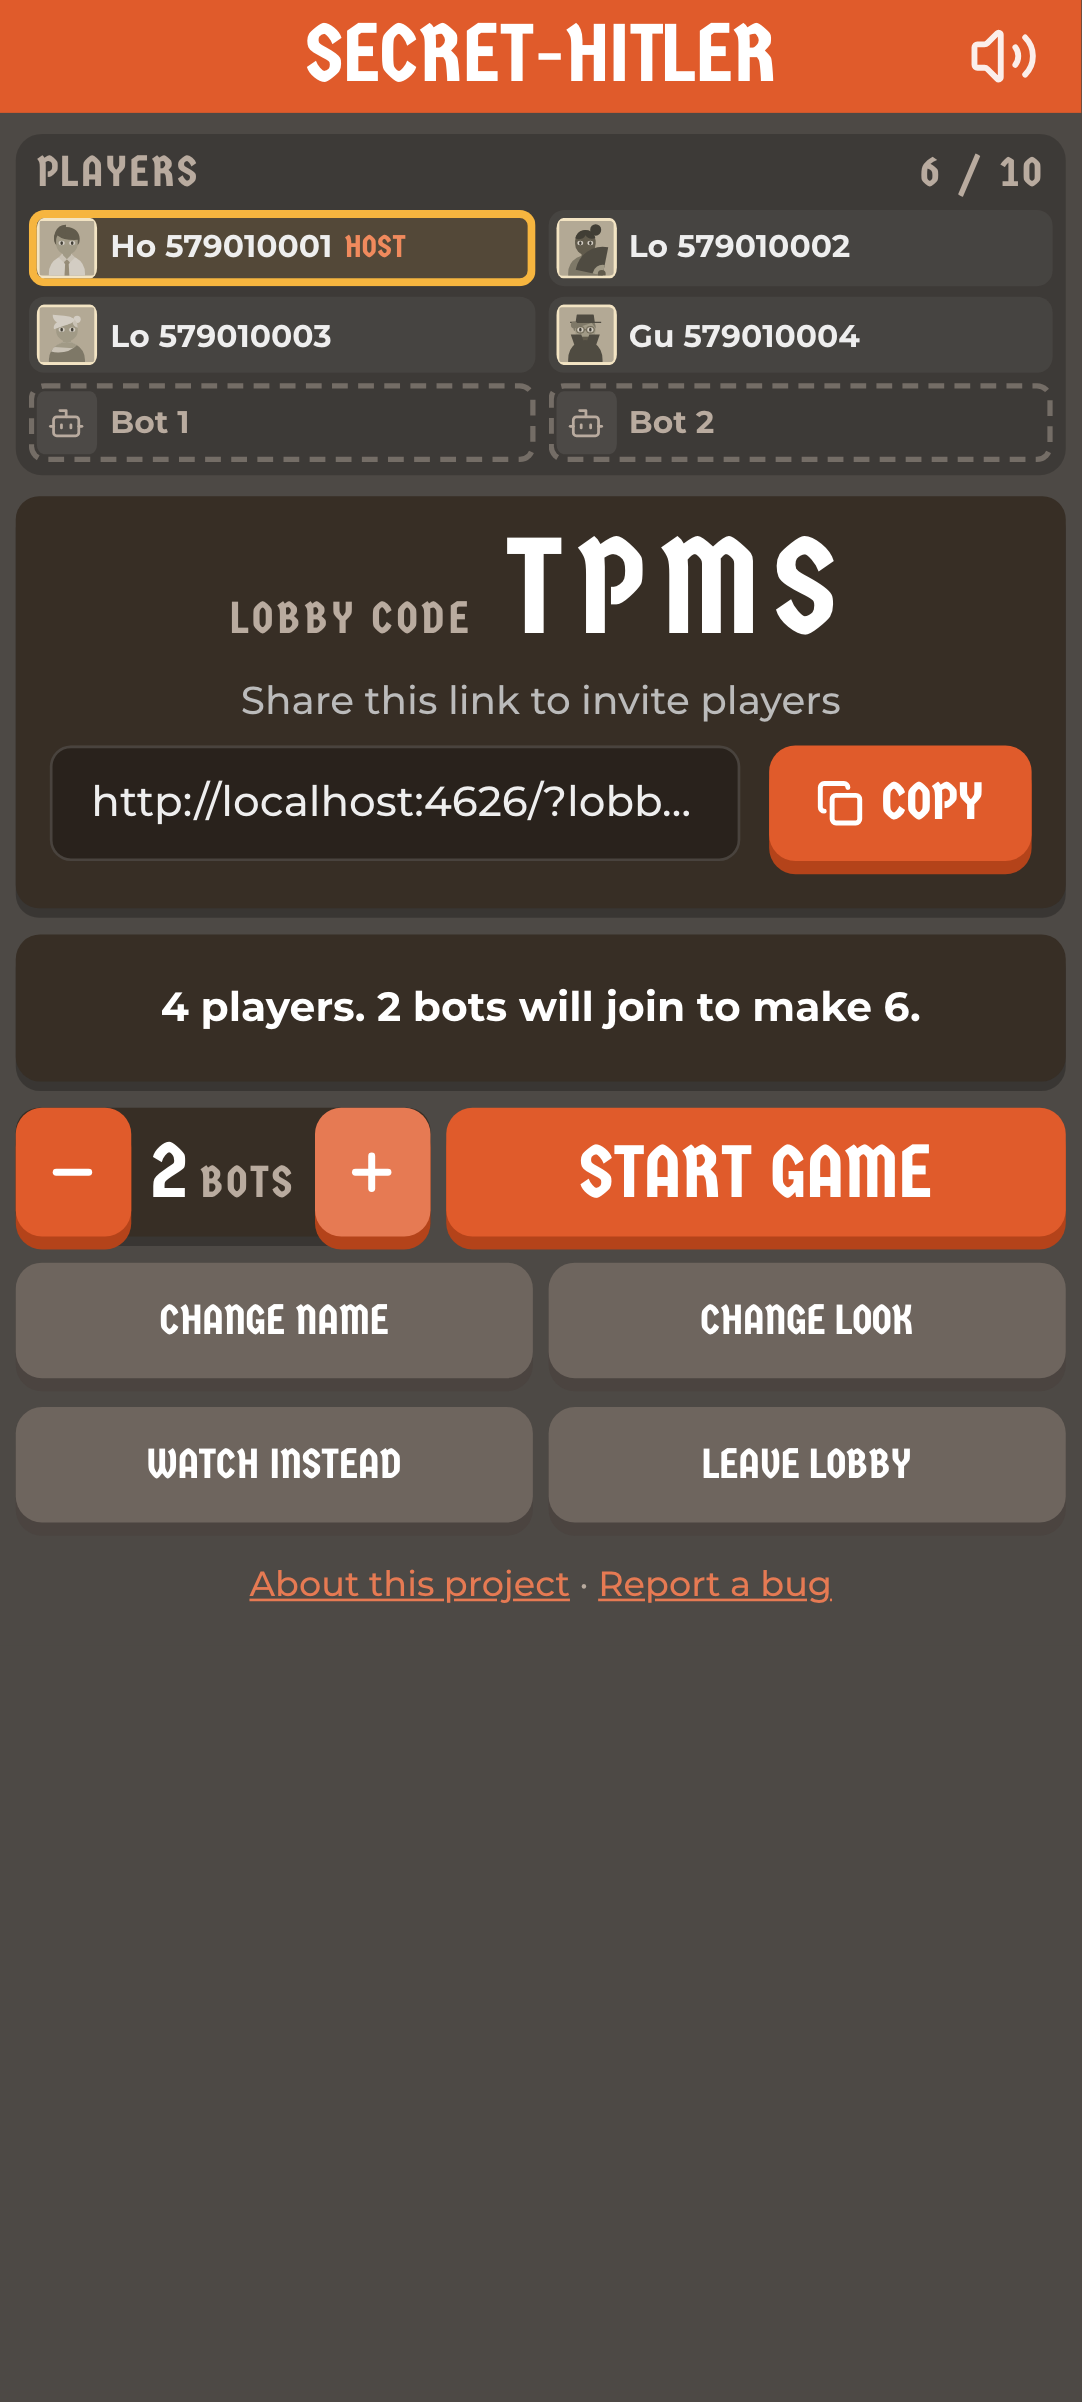 SECRET-HITLER
PLAYERS 6 / 10
Ho 579010001 HOST
Lo 579010002
Lo 579010003
Gu 579010004
Bot 1
Bot 2
LOBBY CODE TPMS
Share this link to invite players
http://localhost:4626/?lobb...
COPY
4 players. 2 bots will join to make 6.
2 BOTS
START GAME
CHANGE NAME
CHANGE LOOK
WATCH INSTEAD
LEAVE LOBBY
About this project · Report a bug